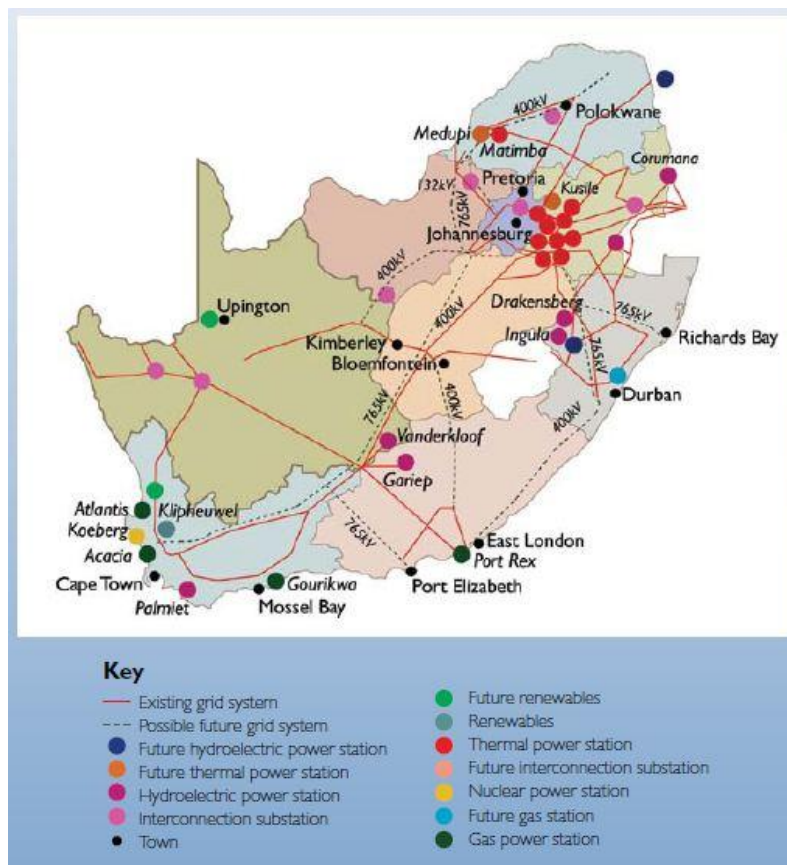 400kV
Polokwane
Medupi
Matimba
Corumana
Pretoria
132kV
Kusile
765kV
Johannesburg
400kV
Drakensberg
765kV
Upington
400kV
Kimberley
Ingula
Richards Bay
Bloemfontein
765kV
Durban
765kV
400kV
400kV
Vanderkloof
Gariep
Atlantis
Klipheuwel
Koeberg
765kV
East London
Acacia
Port Rex
Cape Town
Gourikwa
Port Elizabeth
Palmiet
Mossel Bay
Key
Existing grid system
Possible future grid system
Future hydroelectric power station
Future thermal power station
Hydroelectric power station
Interconnection substation
Town
Future renewables
Renewables
Thermal power station
Future interconnection substation
Nuclear power station
Future gas station
Gas power station